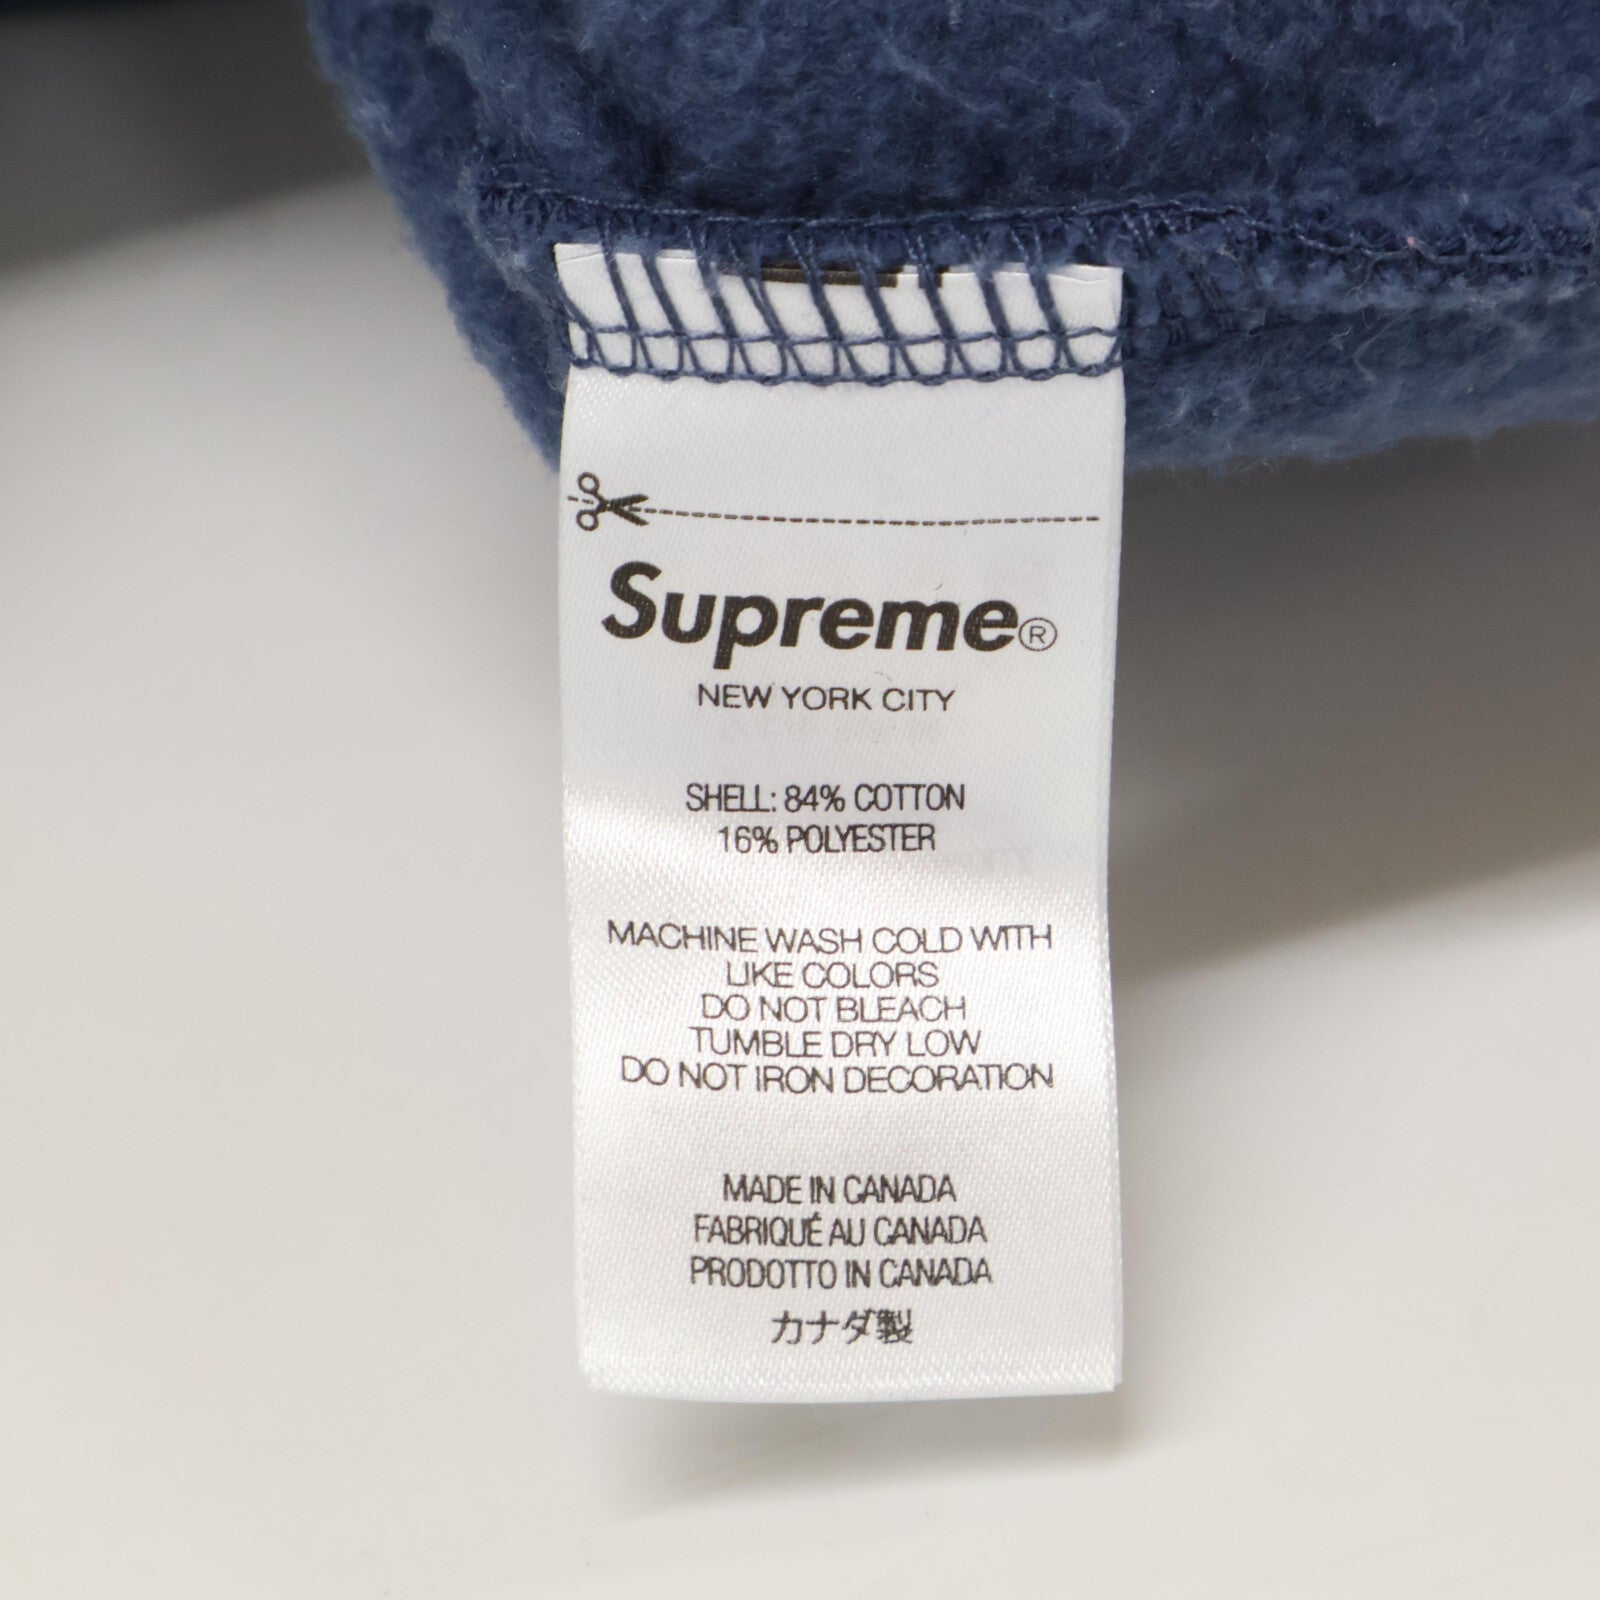 Supreme®
NEW YORK CITY
SHELL: 84% COTTON
16% POLYESTER
MACHINE WASH COLD WITH
LIKE COLORS
DO NOT BLEACH
TUMBLE DRY LOW
DO NOT IRON DECORATION
MADE IN CANADA
FABRIQUÉ AU CANADA
PRODOTTO IN CANADA
カナダ製